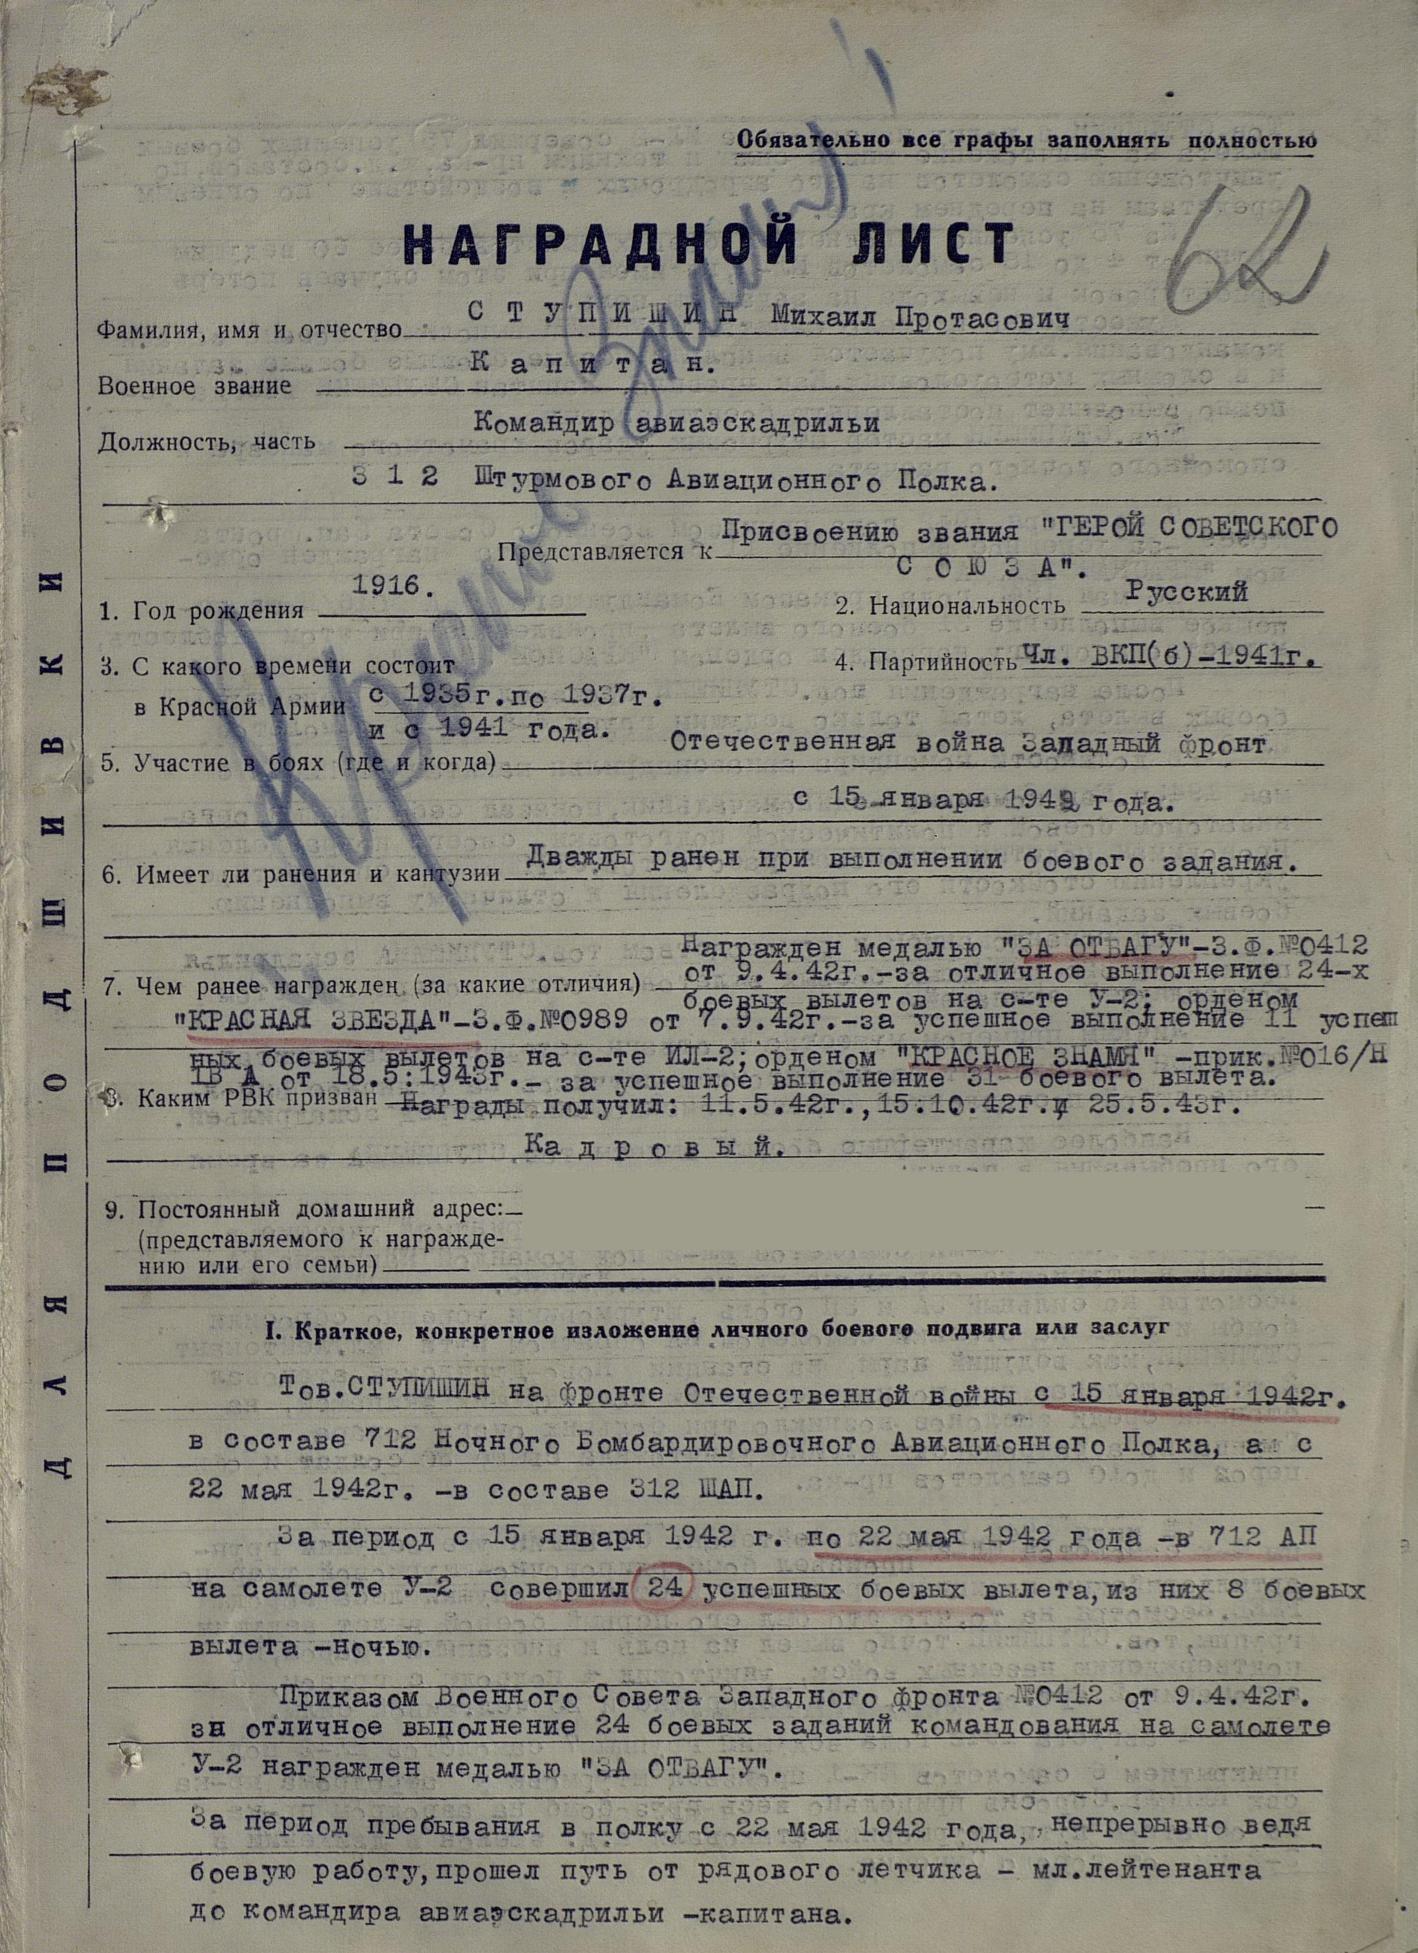 Обязательно все графы заполнять полностью
62
НАГРАДНОЙ ЛИСТ
Фамилия, имя и отчество СТУПИШИН Михаил Протасович
Военное звание Капитан.
Должность, часть Командир авиаэскадрильи
312 Штурмового Авиационного Полка.
Представляется к Присвоению звания "ГЕРОЙ СОВЕТСКОГО
СОЮЗА".
1. Год рождения 1916. 2. Национальность Русский
3. С какого времени состоит 4. Партийность Чл. ВКП(б)-1941г.
в Красной Армии с 1935г.по 1937г.
и с 1941 года.
5. Участие в боях (где и когда) Отечественная война Западный фронт
с 15 января 1942 года.
6. Имеет ли ранения и кантузии Дважды ранен при выполнении боевого задания.
Награжден медалью "ЗА ОТВАГУ"-З.Ф.№0412
7. Чем ранее награжден (за какие отличия) от 9.4.42г.-за отличное выполнение 24-х
боевых вылетов на с-те У-2; орденом
"КРАСНАЯ ЗВЕЗДА"-З.Ф.№0989 от 7.9.42г.-за успешное выполнение 11 успеш
ных боевых вылетов на с-те ИЛ-2;орденом "КРАСНОЕ ЗНАМЯ" -прик.№016/Н
1В А от 18.5.1943г.- за успешное выполнение 31 боевого вылета.
8. Каким РВК призван Награды получил: 11.5.42г.,15.10.42г.и 25.5.43г.
Кадровый.
9. Постоянный домашний адрес:
(представляемого к награжде-
нию или его семьи)
I. Краткое, конкретное изложение личного боевого подвига или заслуг
Тов.СТУПИШИН на фронте Отечественной войны с 15 января 1942г.
в составе 712 Ночного Бомбардировочного Авиационного Полка, а с
22 мая 1942г. -в составе 312 ШАП.
За период с 15 января 1942 г. по 22 мая 1942 года -в 712 АП
на самолете У-2 совершил 24 успешных боевых вылета,из них 8 боевых
вылета -ночью.
Приказом Военного Совета Западного фронта №0412 от 9.4.42г.
зн отличное выполнение 24 боевых заданий командования на самолете
У-2 награжден медалью "ЗА ОТВАГУ".
За период пребывания в полку с 22 мая 1942 года, непрерывно ведя
боевую работу,прошел путь от рядового летчика - мл.лейтенанта
до командира авиаэскадрильи -капитана.
ДЛЯ ПОДШИВКИ
Красное Знамя